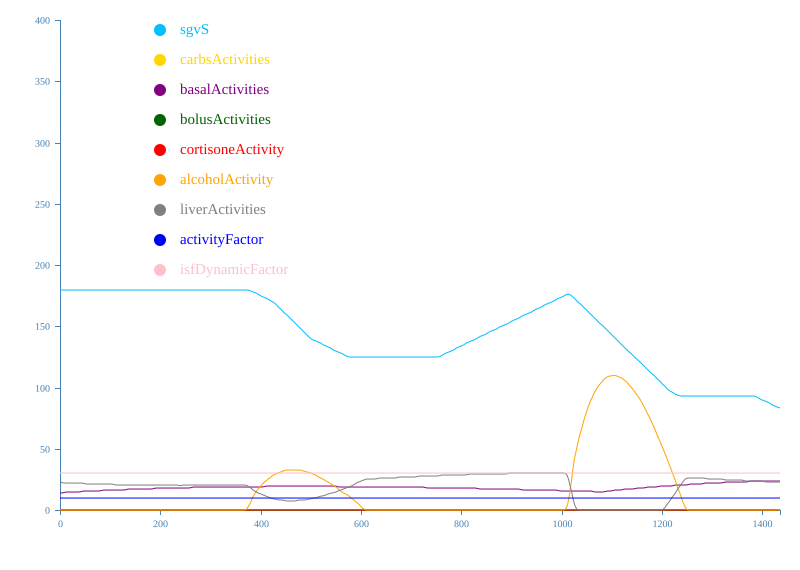 400
sgvS
carbsActivities
350
basalActivities
bolusActivities
300
cortisoneActivity
alcoholActivity
250
liverActivities
activityFactor
200
isfDynamicFactor
150
100
50
0
0 200 400 600 800 1000 1200 1400